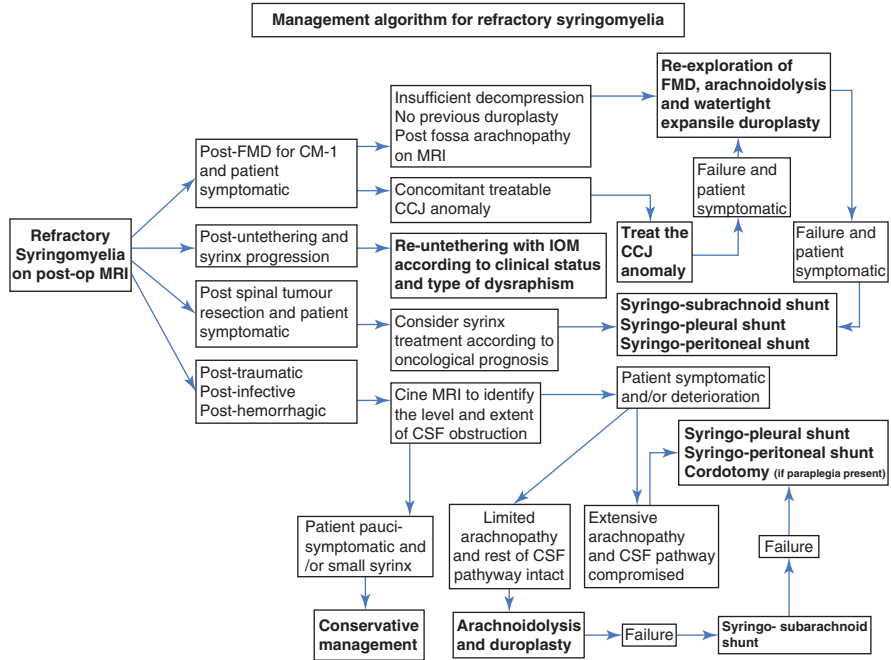 Management algorithm for refractory syringomyelia
Re-exploration of
FMD, arachnoidolysis
and watertight
expansile duroplasty
Insufficient decompression
No previous duroplasty
Post fossa arachnopathy
on MRI
Post-FMD for CM-1
and patient
symptomatic
Failure and
patient
symptomatic
Concomitant treatable
CCJ anomaly
Refractory
Syringomyelia
on post-op MRI
Post-untethering and
syrinx progression
Re-untethering with IOM
according to clinical status
and type of dysraphism
Treat the
CCJ
anomaly
Failure and
patient
symptomatic
Post spinal tumour
resection and patient
symptomatic
Consider syrinx
treatment according to
oncological prognosis
Syringo-subrachnoid shunt
Syringo-pleural shunt
Syringo-peritoneal shunt
Post-traumatic
Post-infective
Post-hemorrhagic
Cine MRI to identify
the level and extent
of CSF obstruction
Patient symptomatic
and/or deterioration
Syringo-pleural shunt
Syringo-peritoneal shunt
Cordotomy (if paraplegia present)
Patient pauci-
symptomatic and
/or small syrinx
Limited
arachnopathy
and rest of CSF
pathyway intact
Extensive
arachnopathy
and CSF pathway
compromised
Failure
Conservative
management
Arachnoidolysis
and duroplasty
Failure
Syringo- subarachnoid
shunt